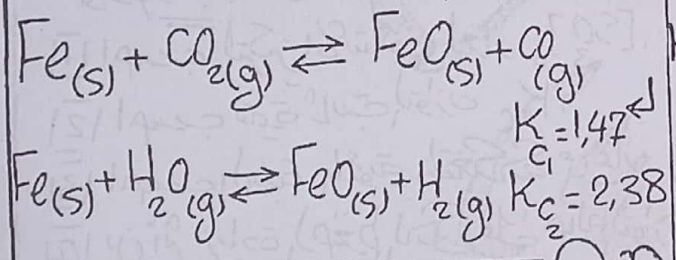 Fe(s) + CO2(g) ⇌ FeO(s) + CO(g)
Kc1 = 1,47
Fe(s) + H2O(g) ⇌ FeO(s) + H2(g) Kc2 = 2,38